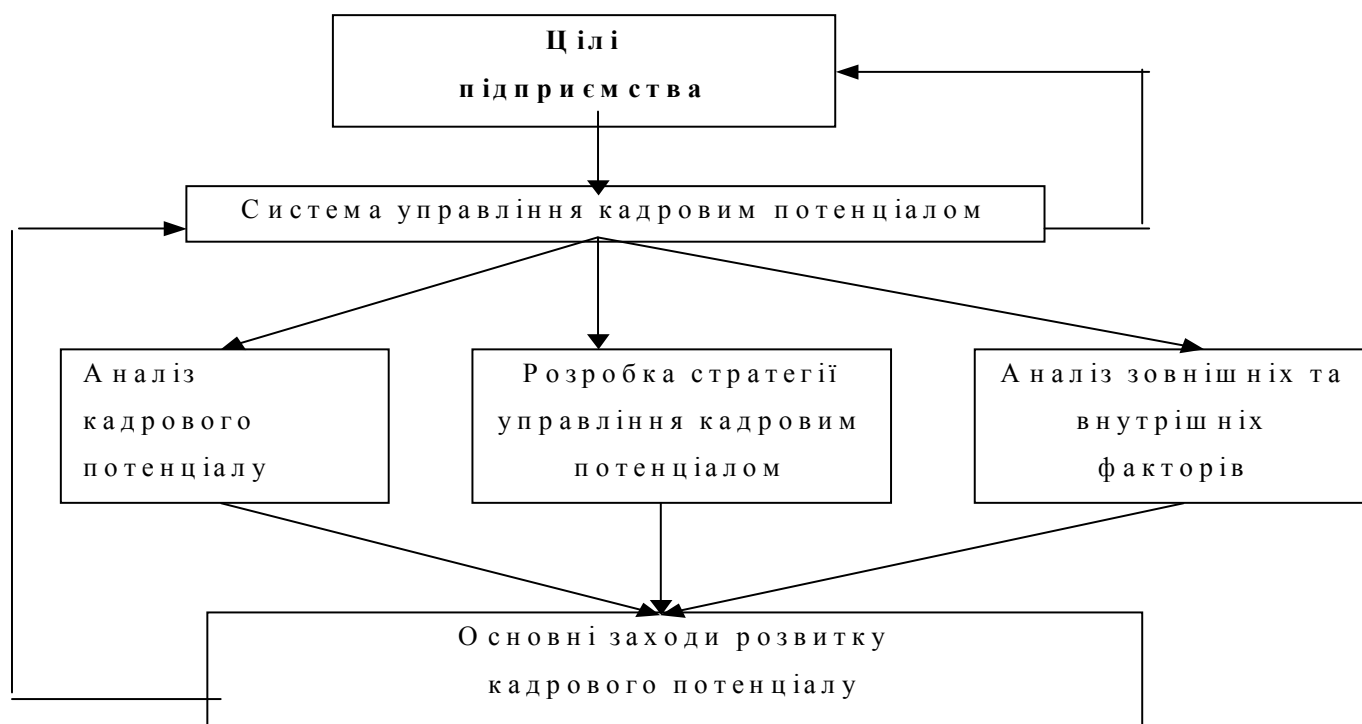 Цілі
підприємства
Система управління кадровим потенціалом
Аналіз
кадрового
потенціалу
Розробка стратегії
управління кадровим
потенціалом
Аналіз зовнішніх та
внутрішніх
факторів
Основні заходи розвитку
кадрового потенціалу